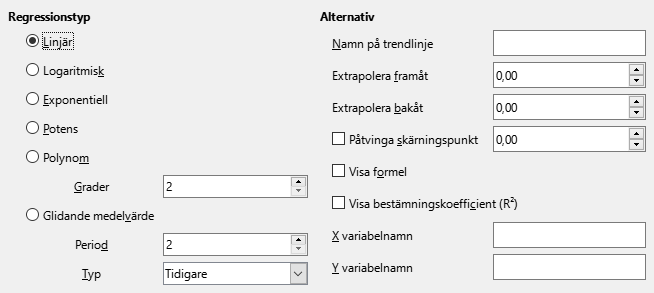 Regressionstyp
Linjär
Logaritmisk
Exponentiell
Potens
Polynom
Grader 2
Glidande medelvärde
Period 2
Typ Tidigare
Alternativ
Namn på trendlinje
Extrapolera framåt 0,00
Extrapolera bakåt 0,00
Påtvinga skärningspunkt 0,00
Visa formel
Visa bestämningskoefficient (R²)
X variabelnamn
Y variabelnamn